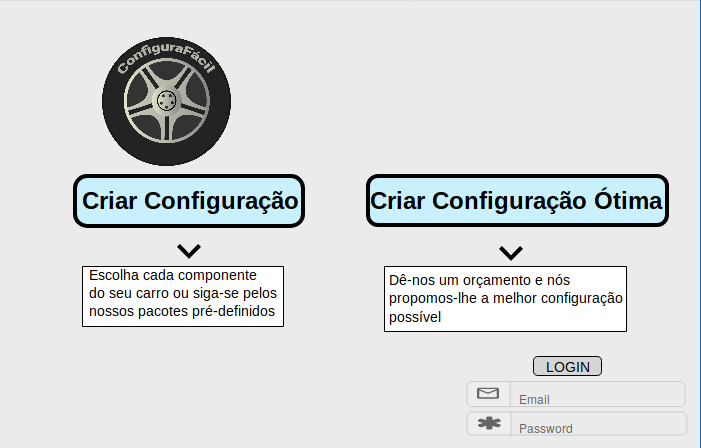 ConfiguraFácil
Criar Configuração
Criar Configuração Ótima
Escolha cada componente
do seu carro ou siga-se pelos
nossos pacotes pré-definidos
Dê-nos um orçamento e nós
propomos-lhe a melhor configuração
possível
LOGIN
Email
Password